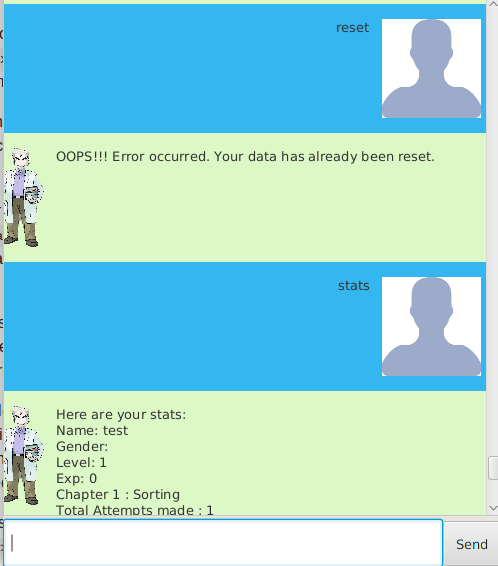 reset
OOPS!!! Error occurred. Your data has already been reset.
stats
Here are your stats:
Name: test
Gender:
Level: 1
Exp: 0
Chapter 1 : Sorting
Total Attempts made : 1
Send